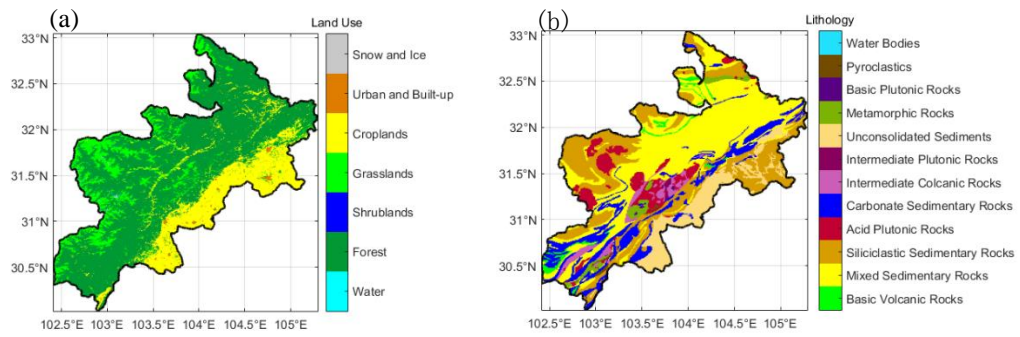 (a)
Land Use
33°N
32.5°N
32°N
31.5°N
31°N
30.5°N
102.5°E 103°E 103.5°E 104°E 104.5°E 105°E
Snow and Ice
Urban and Built-up
Croplands
Grasslands
Shrublands
Forest
Water
(b)
Lithology
33°N
32.5°N
32°N
31.5°N
31°N
30.5°N
102.5°E 103°E 103.5°E 104°E 104.5°E 105°E
Water Bodies
Pyroclastics
Basic Plutonic Rocks
Metamorphic Rocks
Unconsolidated Sediments
Intermediate Plutonic Rocks
Intermediate Colcanic Rocks
Carbonate Sedimentary Rocks
Acid Plutonic Rocks
Siliciclastic Sedimentary Rocks
Mixed Sedimentary Rocks
Basic Volcanic Rocks